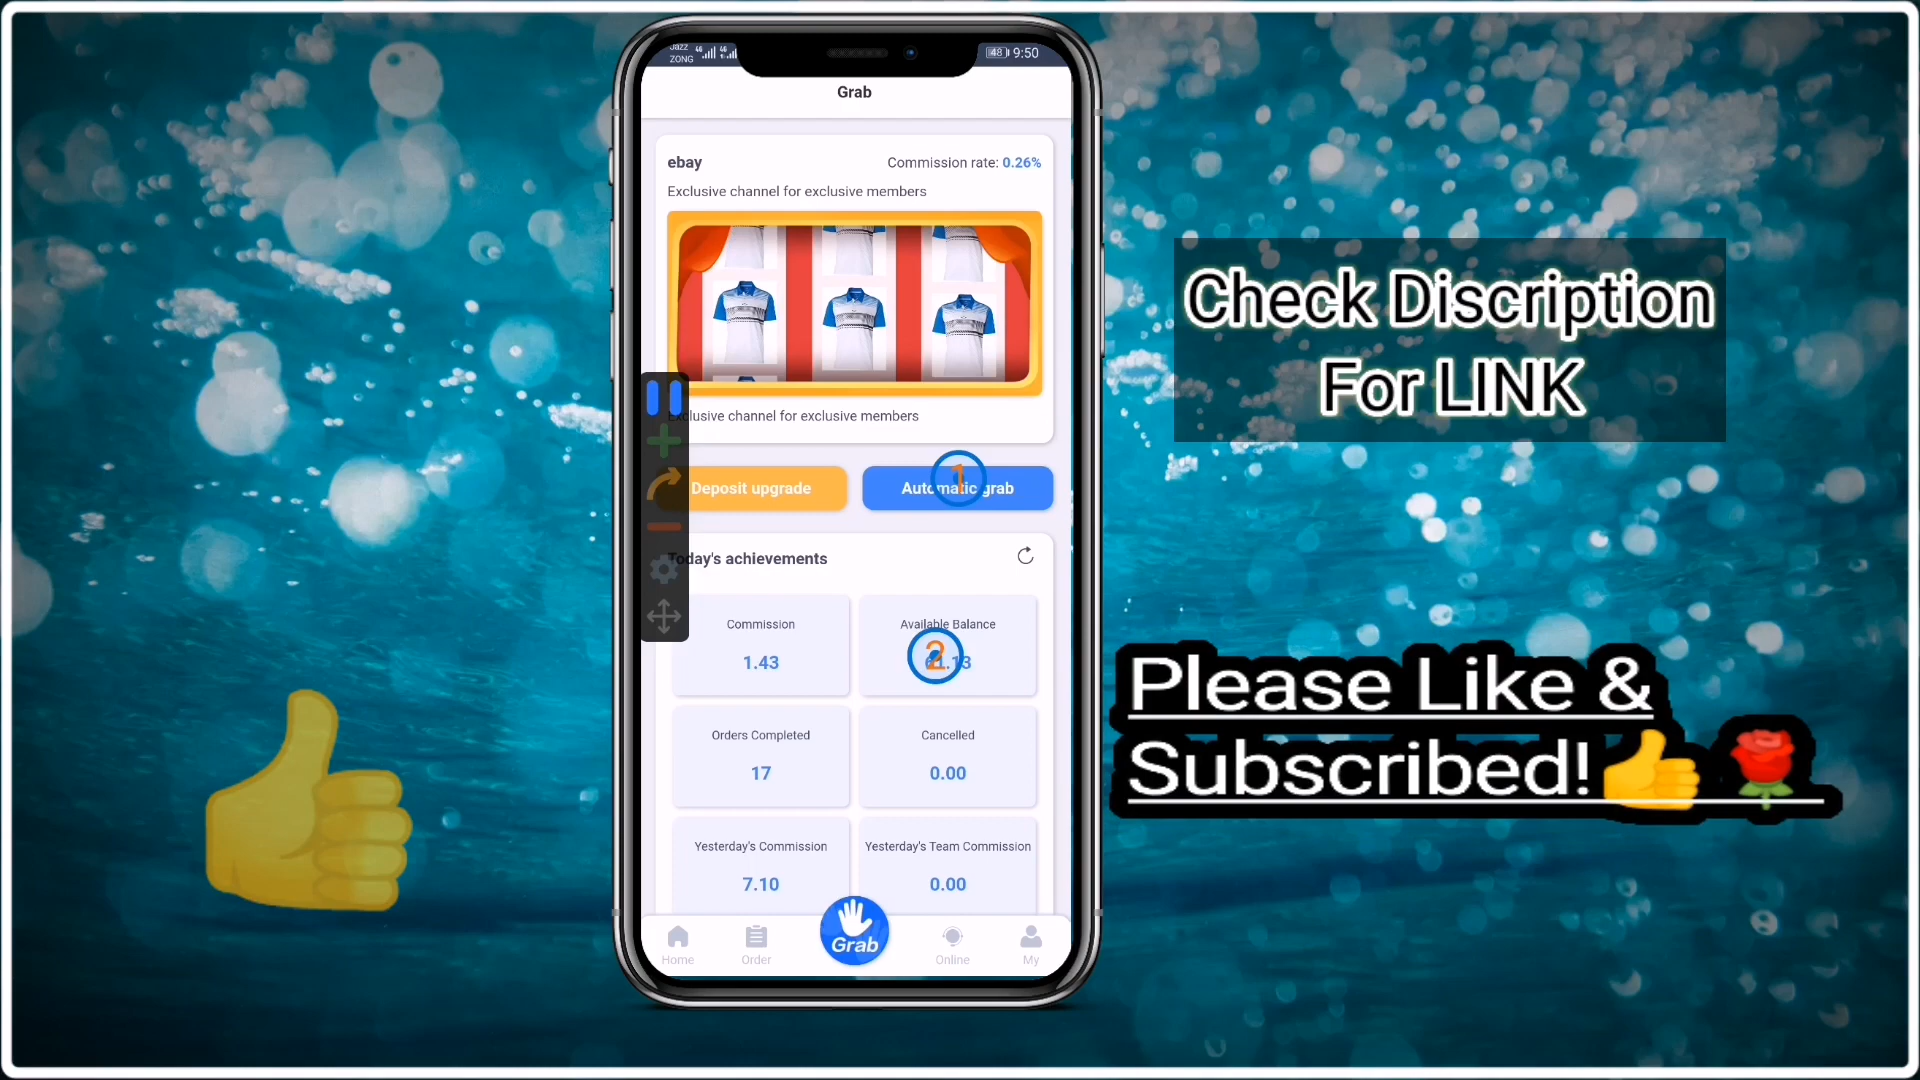 Jazz
ZONG
48
9:50
Grab
ebay
Commission rate: 0.26%
Exclusive channel for exclusive members
clusive channel for exclusive members
Deposit upgrade
Automatic grab
1
Today's achievements
Commission
Available Balance
1.43
2
Orders Completed
Cancelled
17
0.00
Yesterday's Commission
Yesterday's Team Commission
7.10
0.00
Home
Order
Grab
Online
My
Check Discription
For LINK
Please Like &
Subscribed!👍🌹